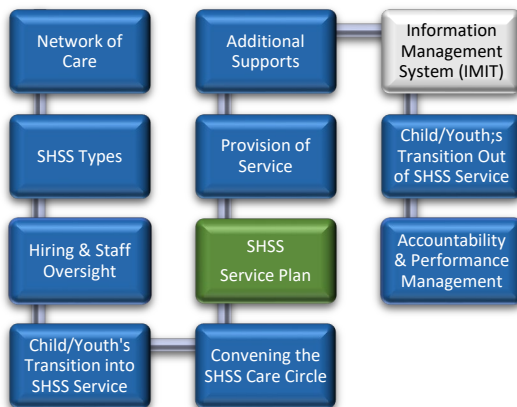 Network of
Care
SHSS Types
Hiring & Staff
Oversight
Child/Youth's
Transition into
SHSS Service
Convening the
SHSS Care Circle
SHSS
Service Plan
Provision of
Service
Additional
Supports
Information
Management
System (IMIT)
Child/Youth;s
Transition Out
of SHSS Service
Accountability
& Performance
Management